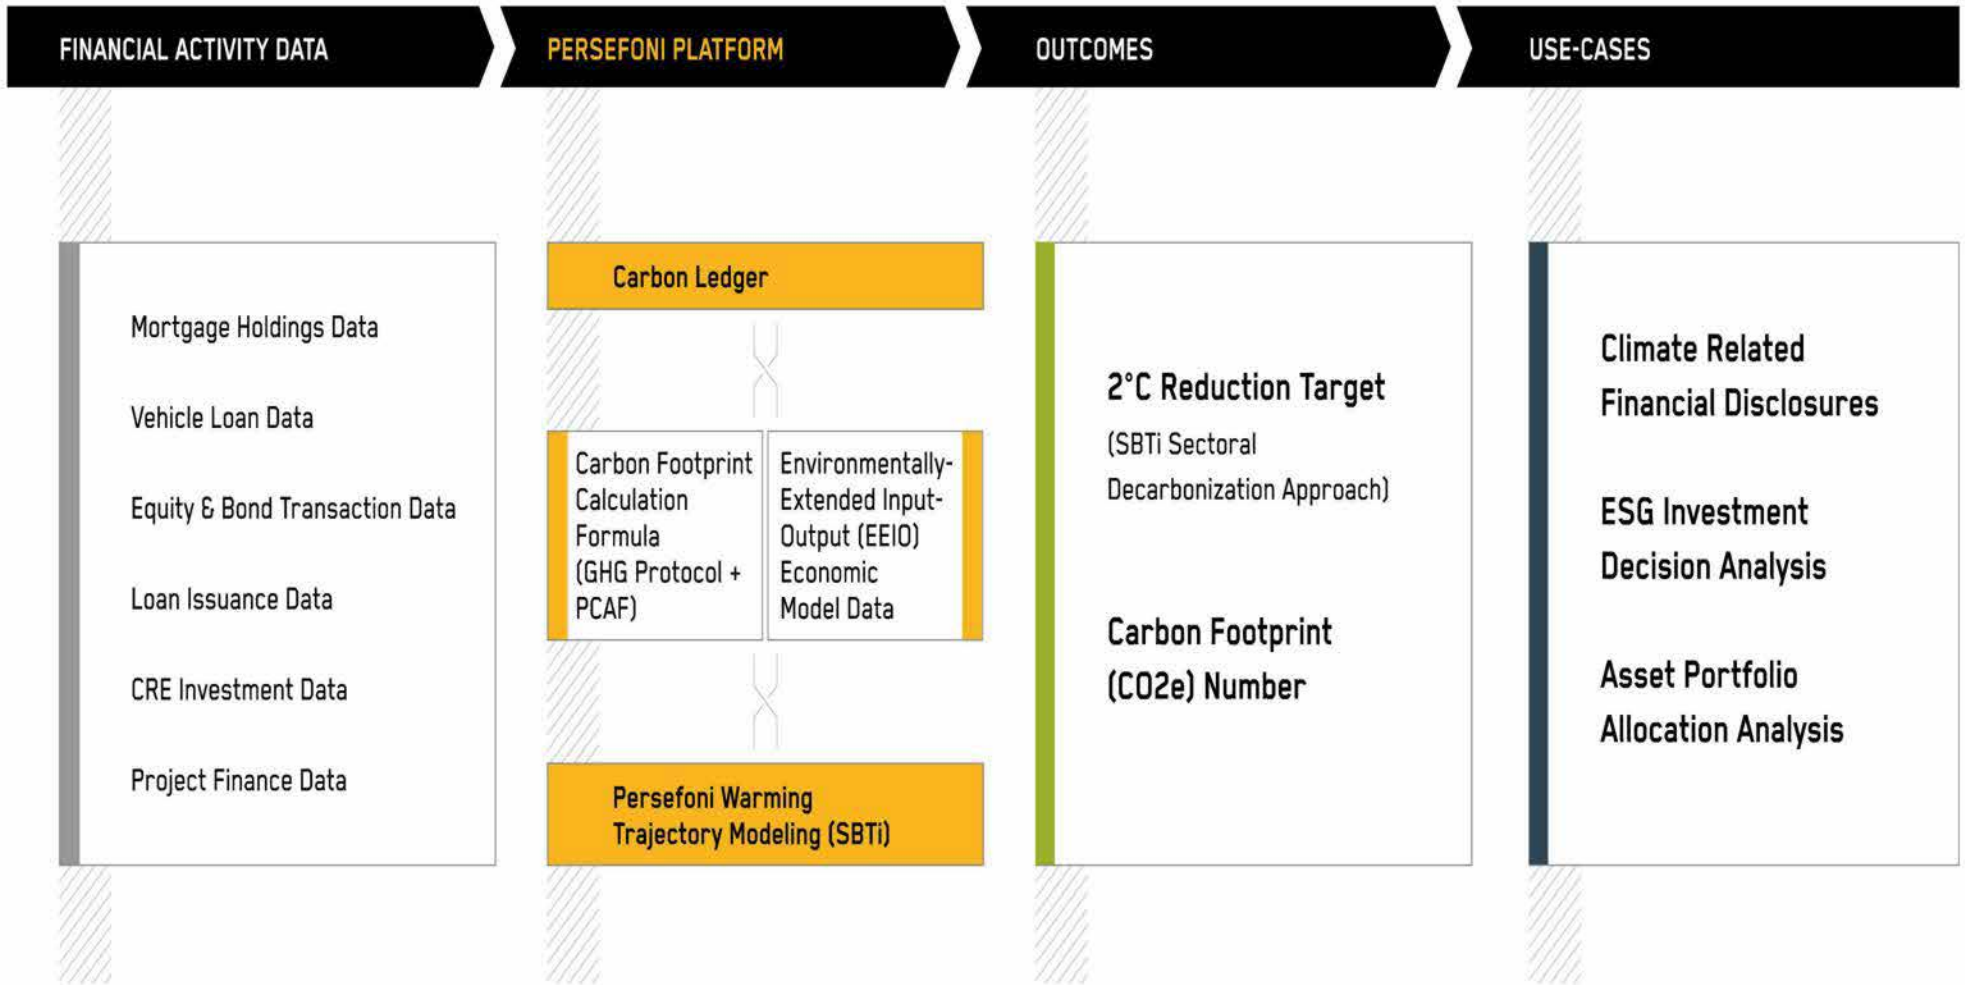 FINANCIAL ACTIVITY DATA
PERSEFONI PLATFORM
OUTCOMES
USE-CASES
Mortgage Holdings Data
Vehicle Loan Data
Equity & Bond Transaction Data
Loan Issuance Data
CRE Investment Data
Project Finance Data
Carbon Ledger
Carbon Footprint
Calculation
Formula
(GHG Protocol +
PCAF)
Environmentally-
Extended Input-
Output (EEIO)
Economic
Model Data
Persefoni Warming
Trajectory Modeling (SBTi)
2°C Reduction Target
(SBTi Sectoral
Decarbonization Approach)
Carbon Footprint
(CO2e) Number
Climate Related
Financial Disclosures
ESG Investment
Decision Analysis
Asset Portfolio
Allocation Analysis